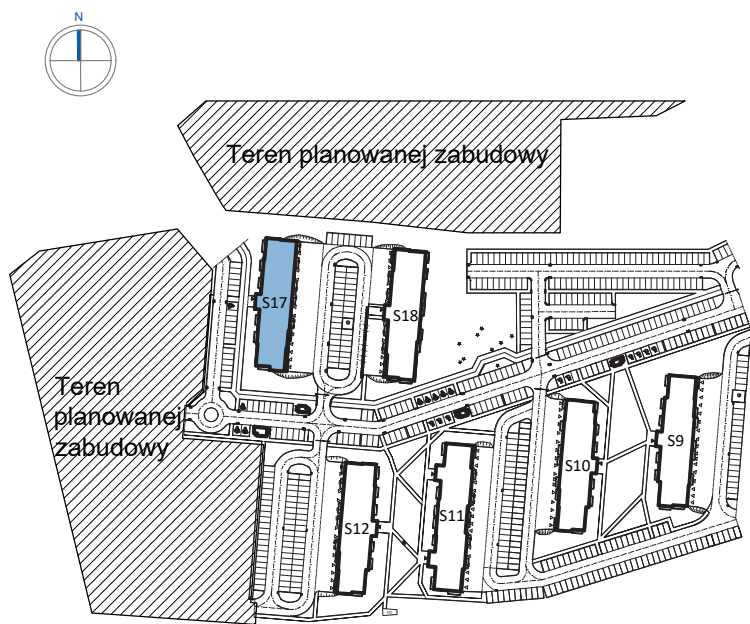 N
Teren planowanej zabudowy
S17
S18
Teren
planowanej
zabudowy
S9
S10
S11
S12